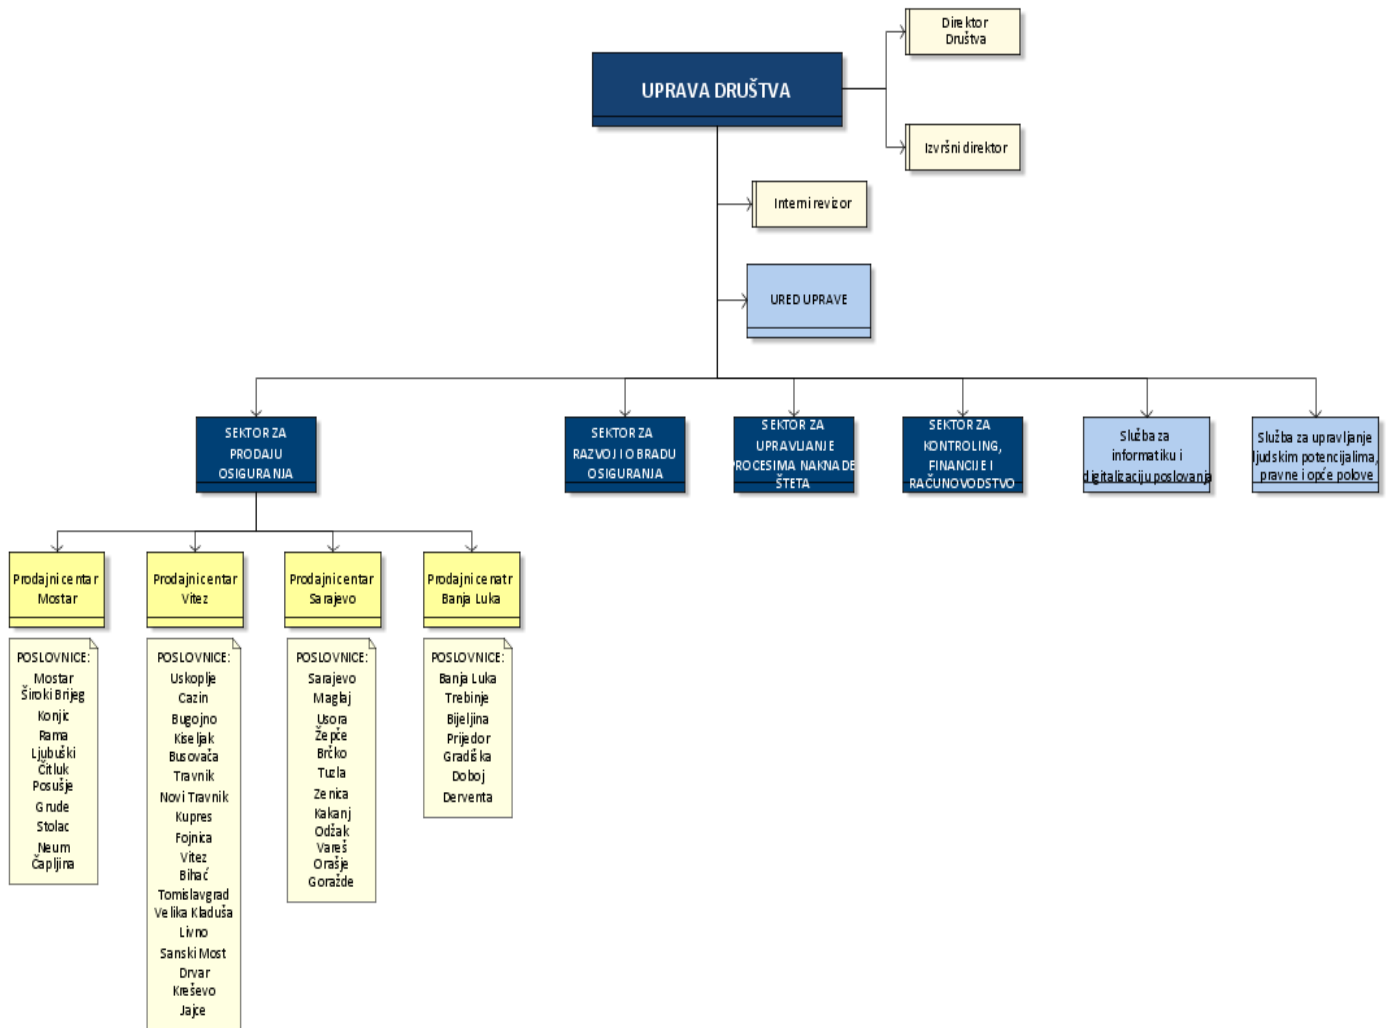 Direktor
Društva
UPRAVA DRUŠTVA
Izvršni direktor
Interni revizor
URED UPRAVE
SEKTOR ZA
PRODAJU
OSIGURANJA
SEKTOR ZA
RAZVOJ I OBRADU
OSIGURANJA
SEKTOR ZA
UPRAVLJANJE
PROCESIMA NAKNADE
ŠTETA
SEKTOR ZA
KONTROLING,
FINANCIJE I
RAČUNOVODSTVO
Služba za
informatiku i
digitalizaciju poslovanja
Služba za upravljanje
ljudskim potencijalima,
pravne i opće polove
Prodajni centar
Mostar
Prodajni centar
Vitez
Prodajni centar
Sarajevo
Prodajni cenatr
Banja Luka
POSLOVNICE:
Mostar
Široki Brijeg
Konjic
Rama
Ljubuški
Čitluk
Posušje
Grude
Stolac
Neum
Čapljina
POSLOVNICE:
Uskoplje
Cazin
Bugojno
Kiseljak
Busovača
Travnik
Novi Travnik
Kupres
Fojnica
Vitez
Bihać
Tomislavgrad
Velika Kladuša
Livno
Sanski Most
Drvar
Kreševo
Jajce
POSLOVNICE:
Sarajevo
Maglaj
Usora
Žepče
Brčko
Tuzla
Zenica
Kakanj
Odžak
Vareš
Orašje
Goražde
POSLOVNICE:
Banja Luka
Trebinje
Bijeljina
Prijedor
Gradiška
Doboj
Derventa